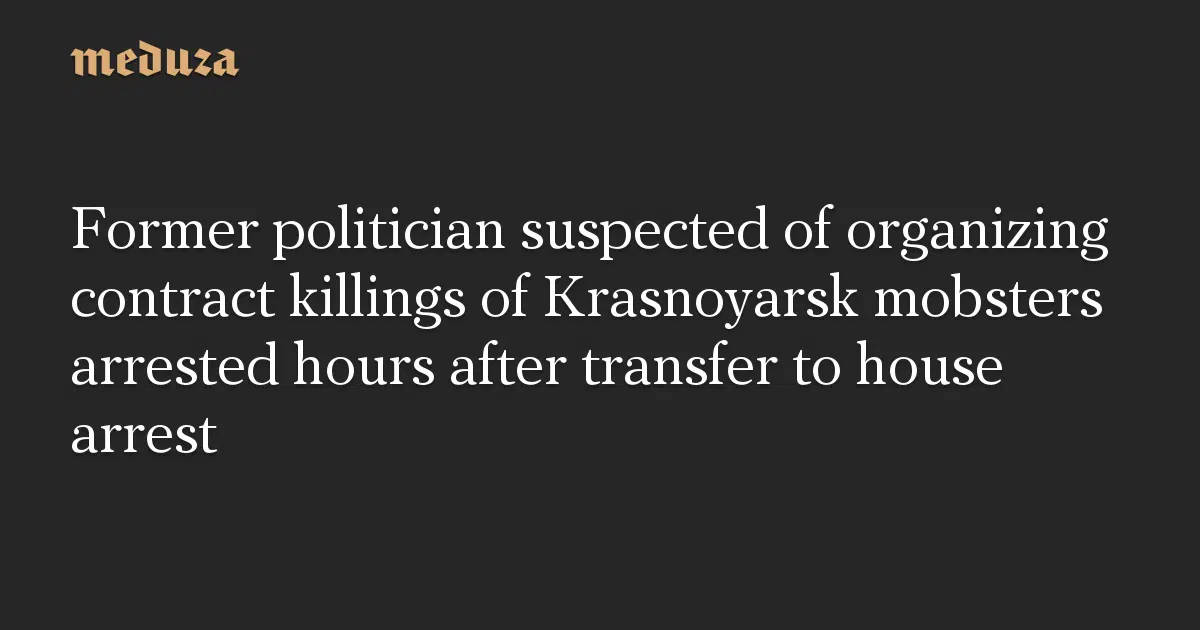 meduza
Former politician suspected of organizing
contract killings of Krasnoyarsk mobsters
arrested hours after transfer to house
arrest